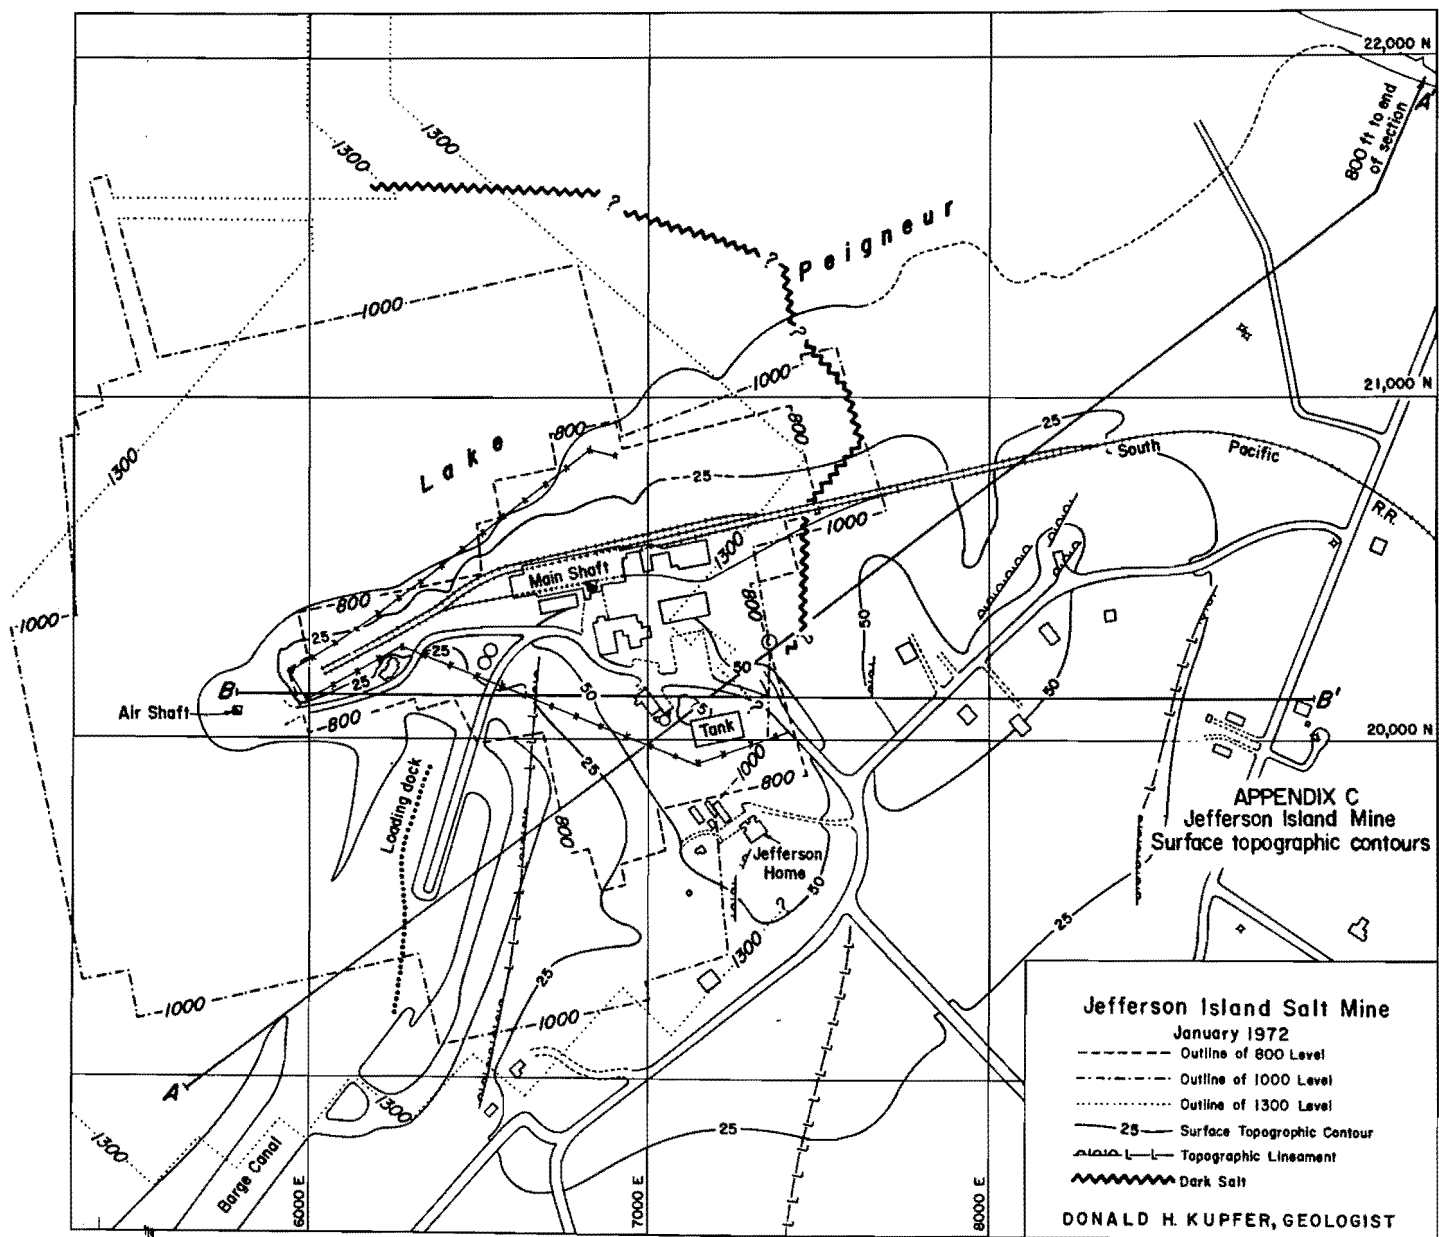 22,000 N
A'
800 ft to end
of section
1300
1300
Peigneur
1000
1000
21,000 N
800
800
25
Lake
25
South
Pacific
R.R.
1300
1000
1300
Main Shaft
800
800
1000
25
25
50
50
50
50
25
B
B'
Air Shaft
800
75
Tank
20,000 N
25
1000
800
Loading dock
800
APPENDIX C
Jefferson Island Mine
Surface topographic contours
Jefferson
Home
50
25
1300
25
1000
1000
A
1300
1300
Barge Canal
25
6000 E
7000 E
8000 E
Jefferson Island Salt Mine
January 1972
Outline of 800 Level
Outline of 1000 Level
Outline of 1300 Level
25 Surface Topographic Contour
L L Topographic Lineament
Dark Salt
DONALD H. KUPFER, GEOLOGIST